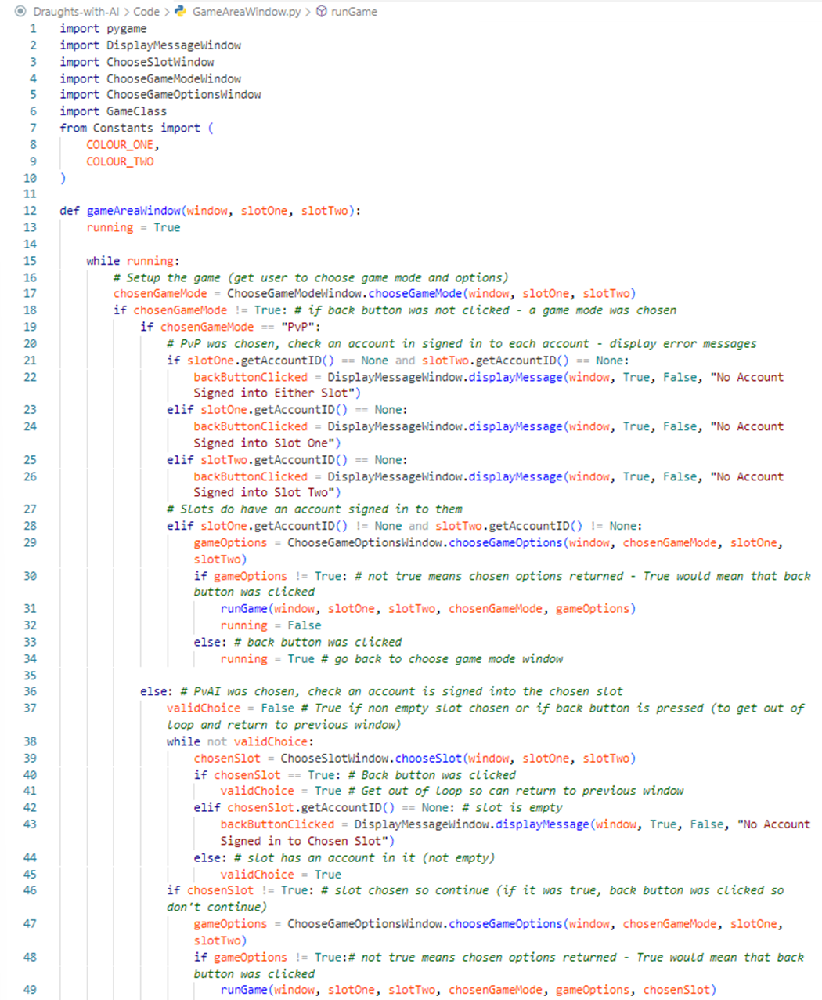 Draughts-with-AI > Code > GameAreaWindow.py > runGame
1 import pygame
2 import DisplayMessageWindow
3 import ChooseSlotWindow
4 import ChooseGameModeWindow
5 import ChooseGameOptionsWindow
6 import GameClass
7 from Constants import (
8 COLOUR_ONE,
9 COLOUR_TWO
10 )
11
12 def gameAreaWindow(window, slotOne, slotTwo):
13 running = True
14
15 while running:
16 # Setup the game (get user to choose game mode and options)
17 chosenGameMode = ChooseGameModeWindow.chooseGameMode(window, slotOne, slotTwo)
18 if chosenGameMode != True: # if back button was not clicked - a game mode was chosen
19 if chosenGameMode == "PvP":
20 # PvP was chosen, check an account in signed in to each account - display error messages
21 if slotOne.getAccountID() == None and slotTwo.getAccountID() == None:
22 backButtonClicked = DisplayMessageWindow.displayMessage(window, True, False, "No Account
Signed into Either Slot")
23 elif slotOne.getAccountID() == None:
24 backButtonClicked = DisplayMessageWindow.displayMessage(window, True, False, "No Account
Signed into Slot One")
25 elif slotTwo.getAccountID() == None:
26 backButtonClicked = DisplayMessageWindow.displayMessage(window, True, False, "No Account
Signed into Slot Two")
27 # Slots do have an account signed in to them
28 elif slotOne.getAccountID() != None and slotTwo.getAccountID() != None:
29 gameOptions = ChooseGameOptionsWindow.chooseGameOptions(window, chosenGameMode, slotOne,
slotTwo)
30 if gameOptions != True: # not true means chosen options returned - True would mean that back
button was clicked
31 runGame(window, slotOne, slotTwo, chosenGameMode, gameOptions)
32 running = False
33 else: # back button was clicked
34 running = True # go back to choose game mode window
35
36 else: # PvAI was chosen, check an account is signed into the chosen slot
37 validChoice = False # True if non empty slot chosen or if back button is pressed (to get out of
loop and return to previous window)
38 while not validChoice:
39 chosenSlot = ChooseSlotWindow.chooseSlot(window, slotOne, slotTwo)
40 if chosenSlot == True: # Back button was clicked
41 validChoice = True # Get out of loop so can return to previous window
42 elif chosenSlot.getAccountID() == None: # slot is empty
43 backButtonClicked = DisplayMessageWindow.displayMessage(window, True, False, "No Account
Signed in to Chosen Slot")
44 else: # slot has an account in it (not empty)
45 validChoice = True
46 if chosenSlot != True: # slot chosen so continue (if it was true, back button was clicked so
don't continue)
47 gameOptions = ChooseGameOptionsWindow.chooseGameOptions(window, chosenGameMode, slotOne,
slotTwo)
48 if gameOptions != True:# not true means chosen options returned - True would mean that back
button was clicked
49 runGame(window, slotOne, slotTwo, chosenGameMode, gameOptions, chosenSlot)